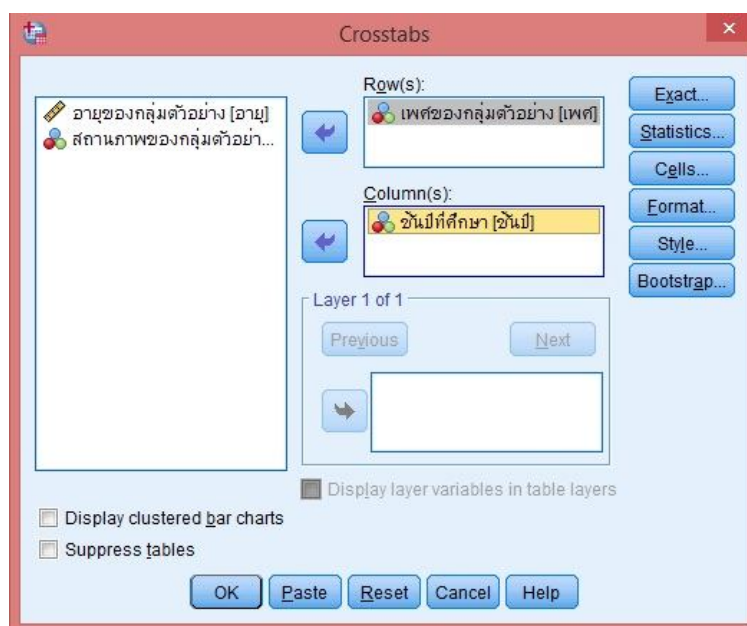 Crosstabs
อายุของกลุ่มตัวอย่าง [อายุ]
สถานภาพของกลุ่มตัวอย่า...
Row(s):
เพศของกลุ่มตัวอย่าง [เพศ]
Column(s):
ชั้นปีที่ศึกษา [ชั้นปี]
Layer 1 of 1
Previous
Next
Display layer variables in table layers
Exact...
Statistics...
Cells...
Format...
Style...
Bootstrap...
Display clustered bar charts
Suppress tables
OK
Paste
Reset
Cancel
Help